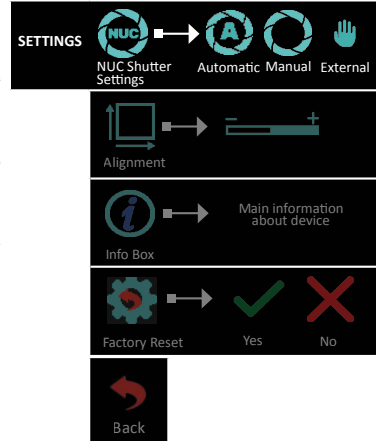 SETTINGS
NUC
A
NUC Shutter
Settings
Automatic Manual External
Alignment
- +
i
Main information
about device
Info Box
Factory Reset Yes No
Back